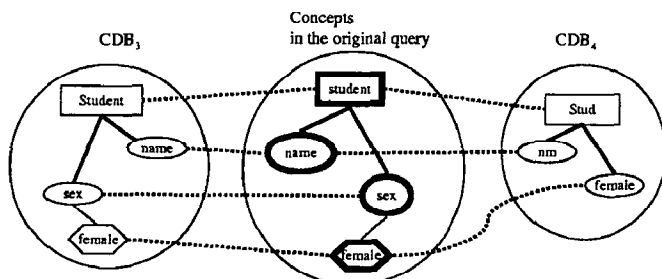 Concepts
in the original query
CDB3
CDB4
Student
student
Stud
name
name
nm
sex
sex
female
female
female